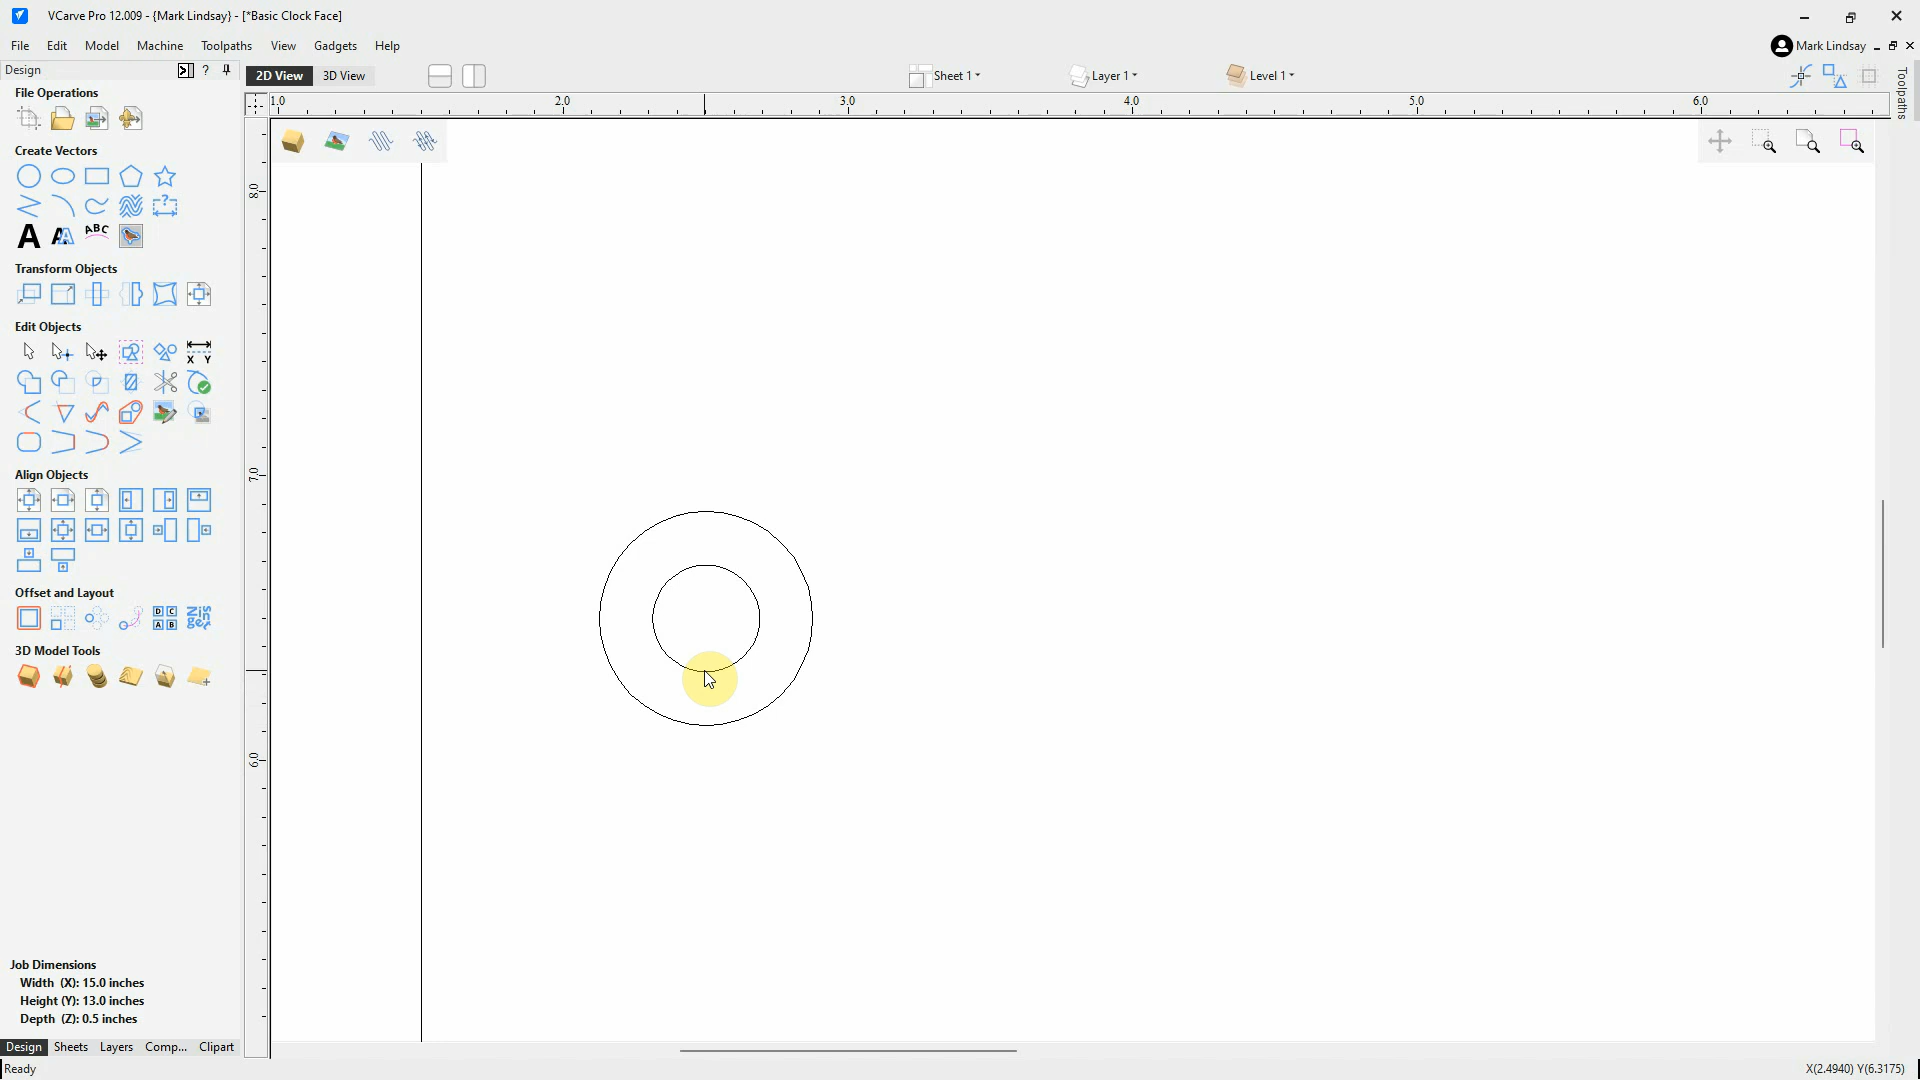 VCarve Pro 12.009 - {Mark Lindsay} - [*Basic Clock Face]
File Edit Model Machine Toolpaths View Gadgets Help
Mark Lindsay
Design ?
2D View 3D View
Sheet 1 Layer 1 Level 1
Toolpaths
File Operations
1.0 2.0 3.0 4.0 5.0 6.0
Create Vectors
8.0
A AA ABC
Transform Objects
Edit Objects
X Y
Align Objects
7.0
Offset and Layout
D C
A B
3D Model Tools
6.0
Job Dimensions
Width (X): 15.0 inches
Height (Y): 13.0 inches
Depth (Z): 0.5 inches
Design Sheets Layers Comp... Clipart
Ready
X(2.4940) Y(6.3175)